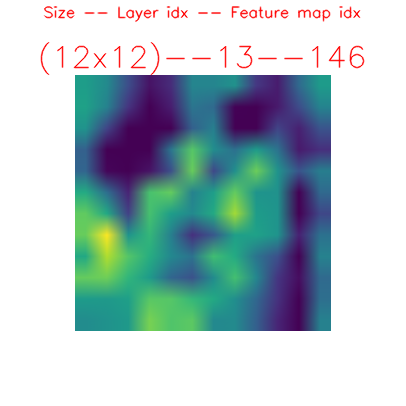 Size -- Layer idx -- Feature map idx
(12x12)--13--146